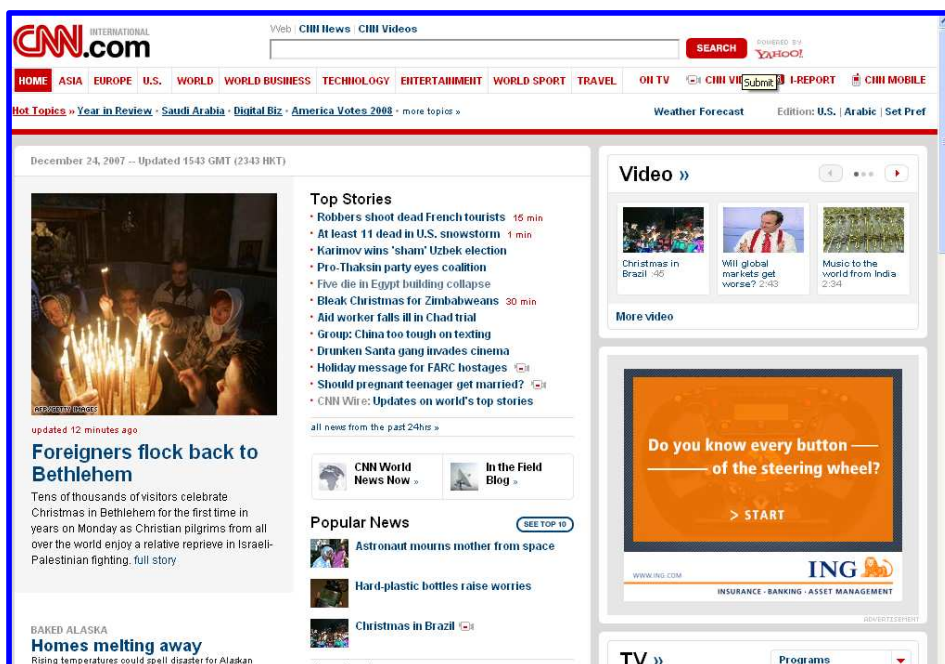 CNN.com INTERNATIONAL
Web | CNN News | CNN Videos
SEARCH
POWERED BY
YAHOO!
HOME ASIA EUROPE U.S. WORLD WORLD BUSINESS TECHNOLOGY ENTERTAINMENT WORLD SPORT TRAVEL ON TV CNN VI I-REPORT CNN MOBILE
Submit
Hot Topics » Year in Review • Saudi Arabia • Digital Biz • America Votes 2008 • more topics »
Weather Forecast Edition: U.S. | Arabic | Set Pref
December 24, 2007 -- Updated 1543 GMT (2343 HKT)
AFP/GETTY IMAGES
updated 12 minutes ago
Foreigners flock back to
Bethlehem
Tens of thousands of visitors celebrate
Christmas in Bethlehem for the first time in
years on Monday as Christian pilgrims from all
over the world enjoy a relative reprieve in Israeli-
Palestinian fighting. full story
BAKED ALASKA
Homes melting away
Rising temperatures could spell disaster for Alaskan
Top Stories
• Robbers shoot dead French tourists 15 min
• At least 11 dead in U.S. snowstorm 1 min
• Karimov wins 'sham' Uzbek election
• Pro-Thaksin party eyes coalition
• Five die in Egypt building collapse
• Bleak Christmas for Zimbabweans 30 min
• Aid worker falls ill in Chad trial
• Group: China too tough on texting
• Drunken Santa gang invades cinema
• Holiday message for FARC hostages
• Should pregnant teenager get married?
• CNN Wire: Updates on world's top stories
all news from the past 24hrs »
CNN World
News Now »
In the Field
Blog »
Popular News
SEE TOP 10
Astronaut mourns mother from space
Hard-plastic bottles raise worries
Christmas in Brazil
Video »
Christmas in
Brazil :45
Will global
markets get
worse? 2:43
Music to the
world from India
2:34
More video
Do you know every button
of the steering wheel?
> START
WWW.ING.COM
ING
INSURANCE - BANKING - ASSET MANAGEMENT
ADVERTISEMENT
TV »
Programs